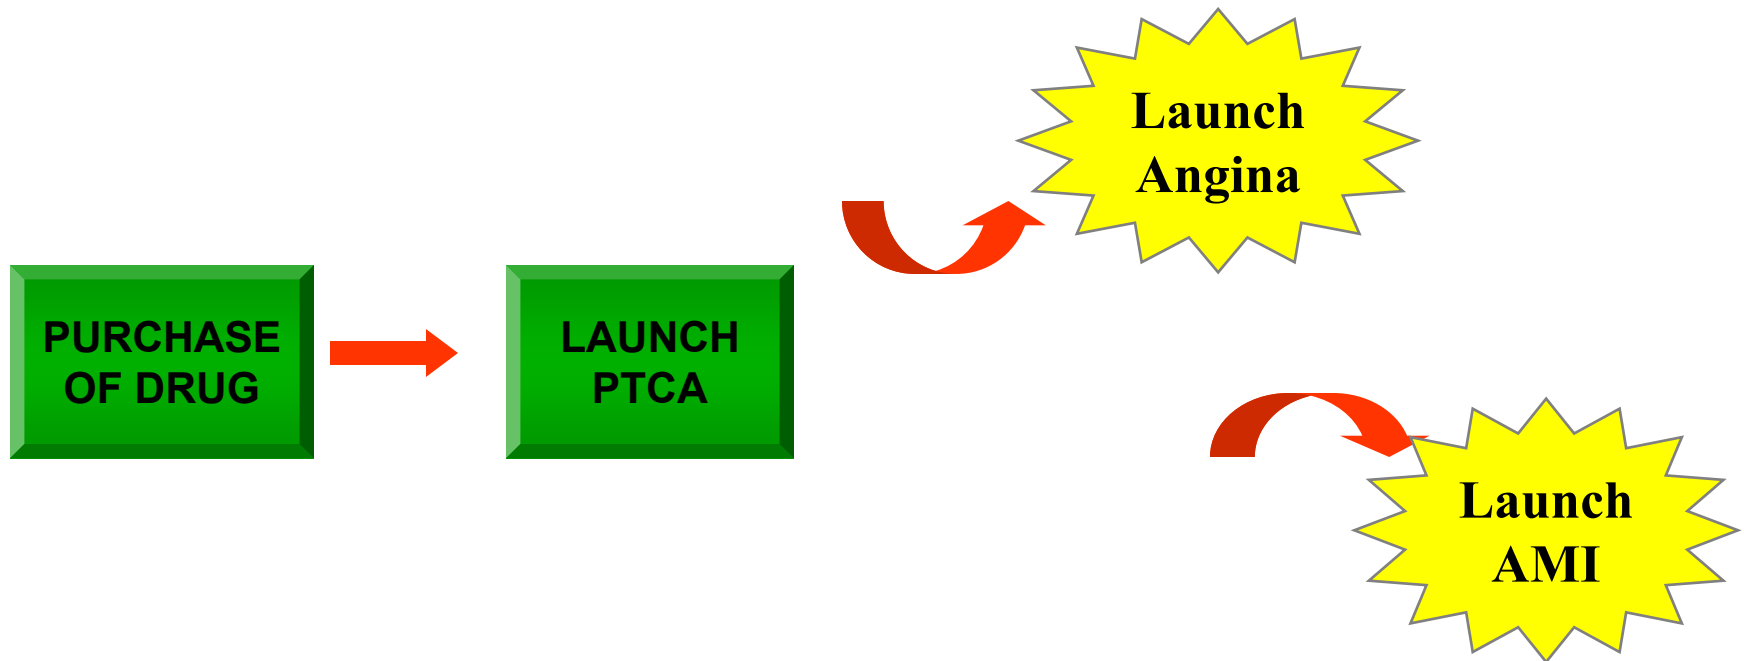 PURCHASE
OF DRUG
LAUNCH
PTCA
Launch
Angina
Launch
AMI